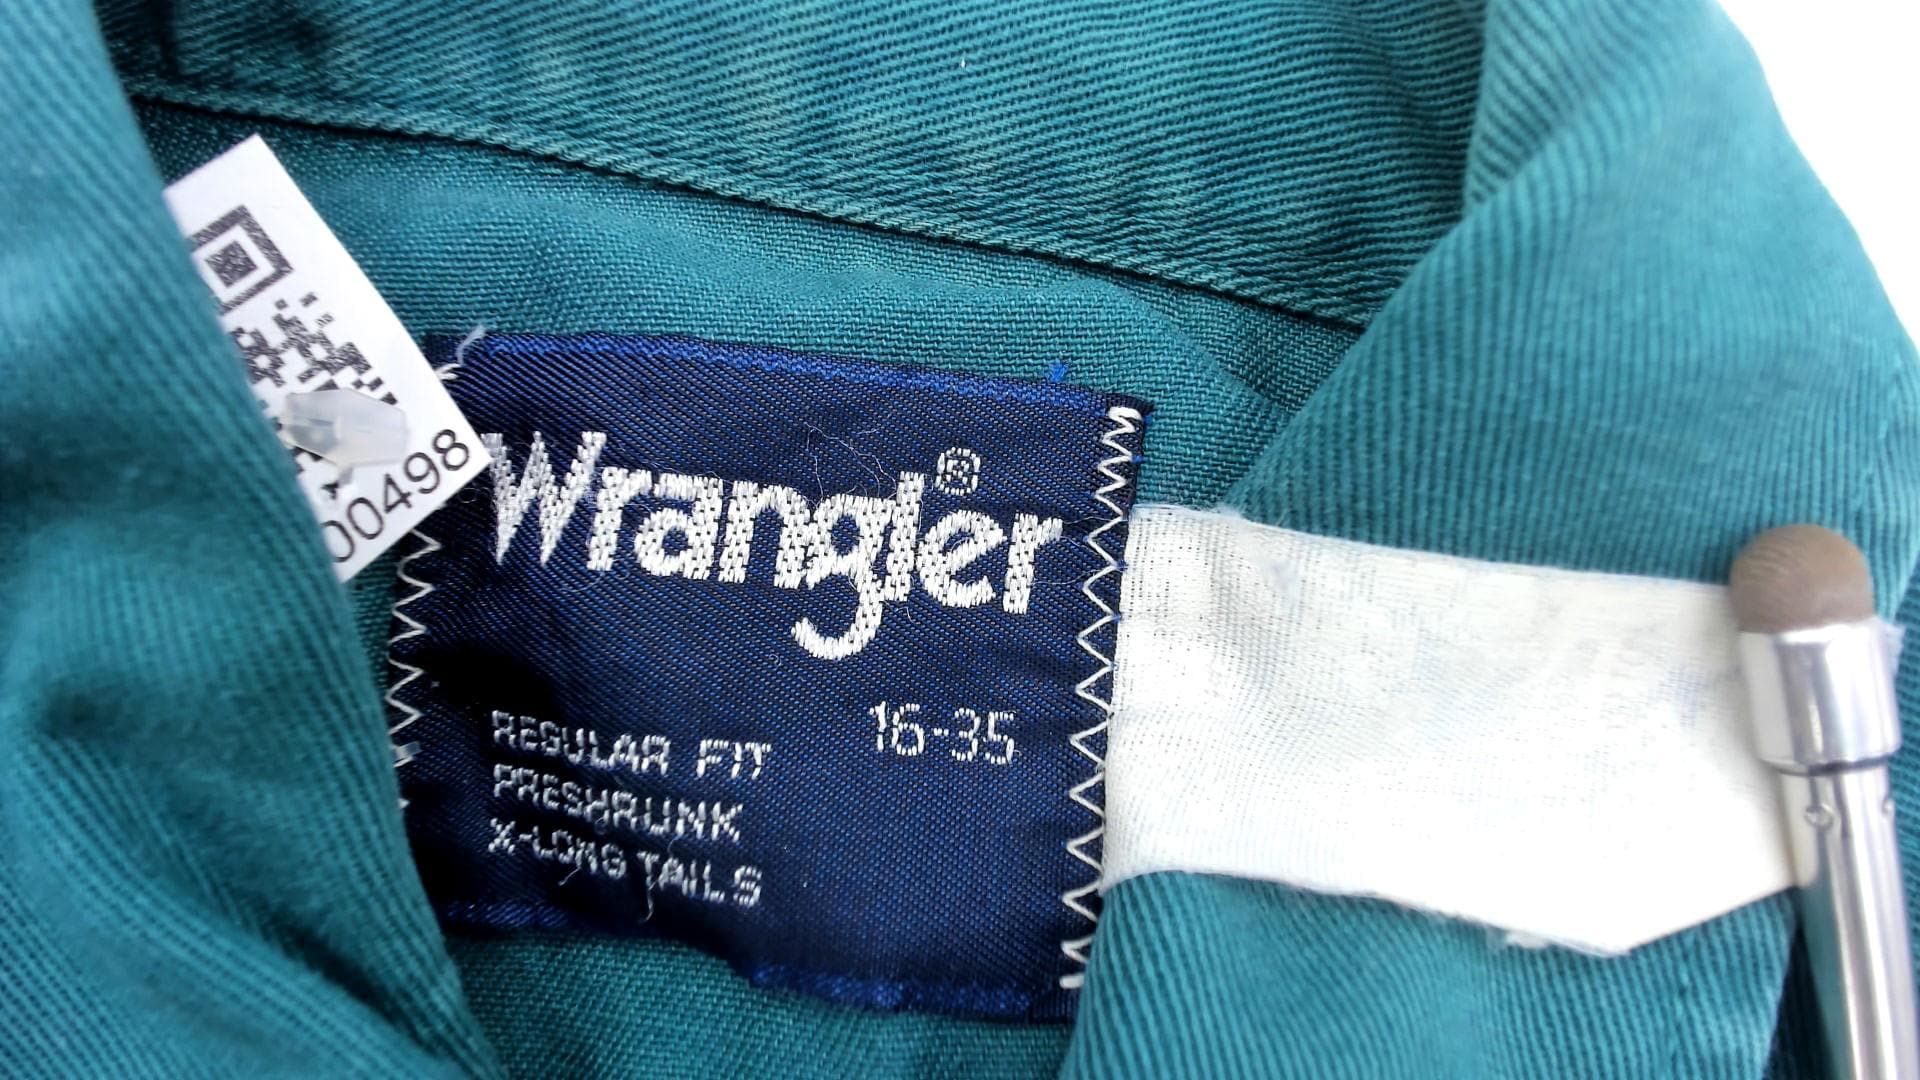 00498
Wrangler®
16-35
REGULAR FIT
PRESHRUNK
X-LONG TAILS